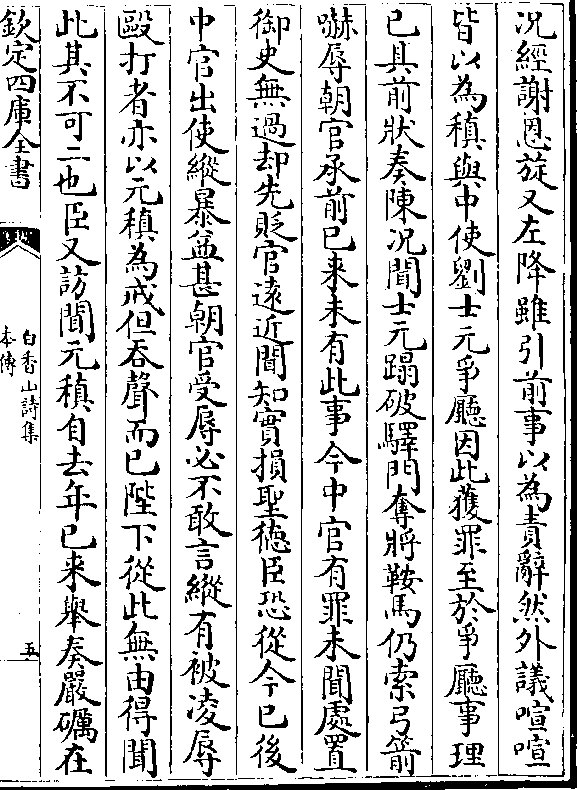 况經謝恩旋又左降雖引前事以為責辭然外議喧喧
皆以為稹與中使劉士元爭廳因此獲罪至於爭廳事理
已具前狀奏陳况聞士元蹋破驛門奪將鞍馬仍索弓箭
嚇辱朝官承前已来未有此事今中官有罪未聞處置
御史無過却先貶官遠近聞知實損聖徳臣恐從今已後
中官出使縱暴益甚朝官受辱必不敢言縱有被凌辱
毆打者亦以元稹為戒但吞聲而已陛下從此無由得聞
此其不可二也臣又訪聞元稹自去年已来舉奏嚴礪在
欽定四庫全書
白香山詩集
本傳
五